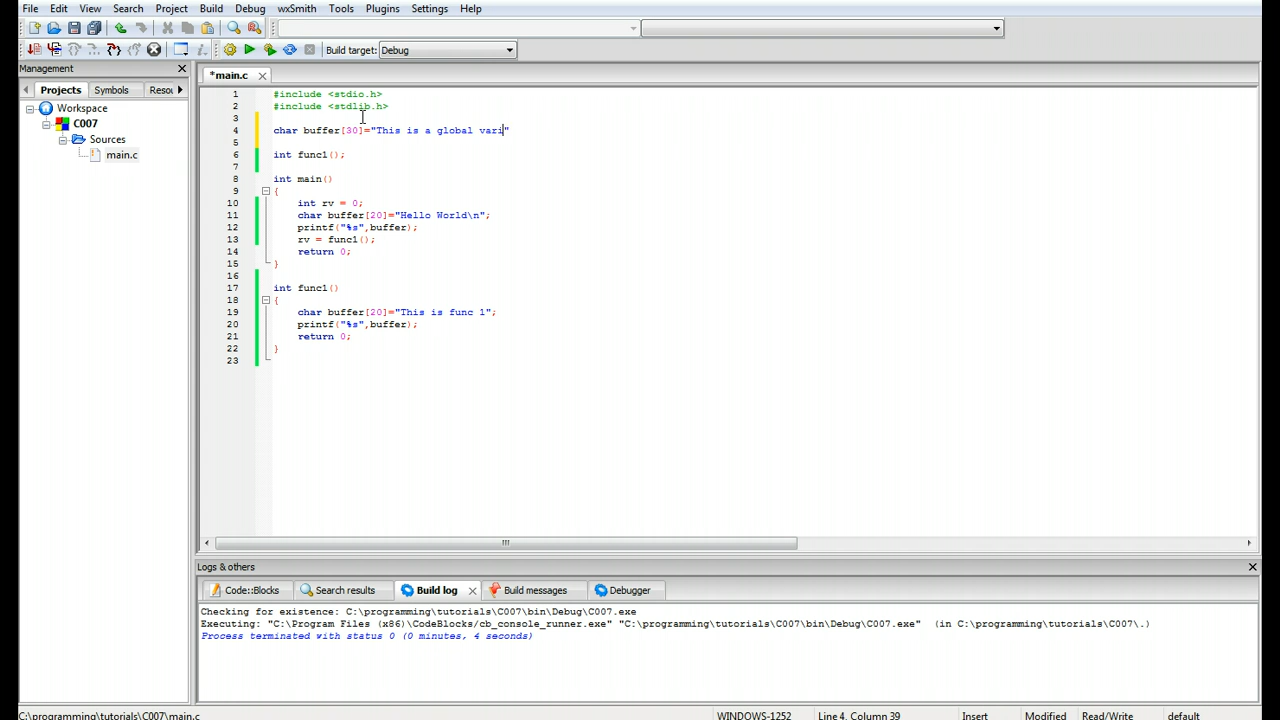 File Edit View Search Project Build Debug wxSmith Tools Plugins Settings Help
Build target: Debug
Management
*main.c
Projects Symbols Resou
Workspace
C007
Sources
main.c
1 #include <stdio.h>
2 #include <stdlib.h>
3
4 char buffer[30]="This is a global vari"
5
6 int func1();
7
8 int main()
9 {
10 int rv = 0;
11 char buffer[20]="Hello World\n";
12 printf("%s",buffer);
13 rv = func1();
14 return 0;
15 }
16
17 int func1()
18 {
19 char buffer[20]="This is func 1";
20 printf("%s",buffer);
21 return 0;
22 }
23
Logs & others
Code::Blocks Search results Build log Build messages Debugger
Checking for existence: C:\programming\tutorials\C007\bin\Debug\C007.exe
Executing: "C:\Program Files (x86)\CodeBlocks/cb_console_runner.exe" "C:\programming\tutorials\C007\bin\Debug\C007.exe" (in C:\programming\tutorials\C007\.)
Process terminated with status 0 (0 minutes, 4 seconds)
C:\programming\tutorials\C007\main.c WINDOWS-1252 Line 4, Column 39 Insert Modified Read/Write default